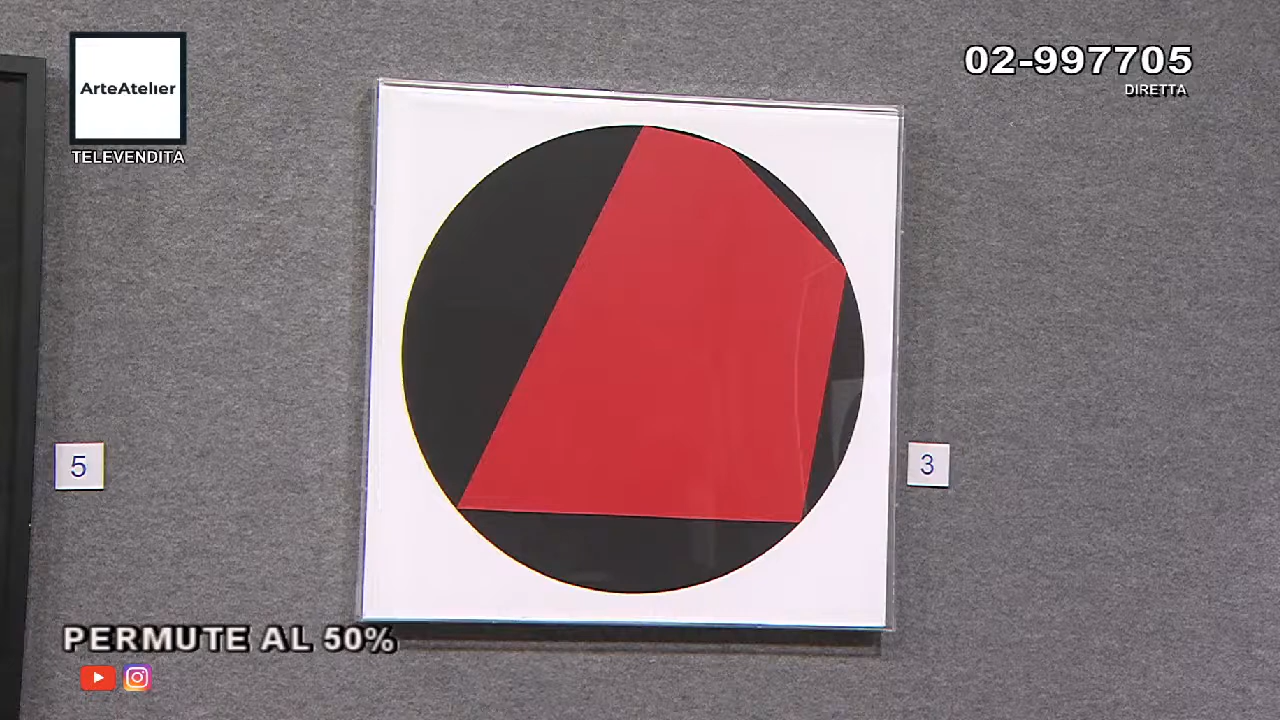 ArteAtelier
TELEVENDITA
02-997705
DIRETTA
5
3
PERMUTE AL 50%